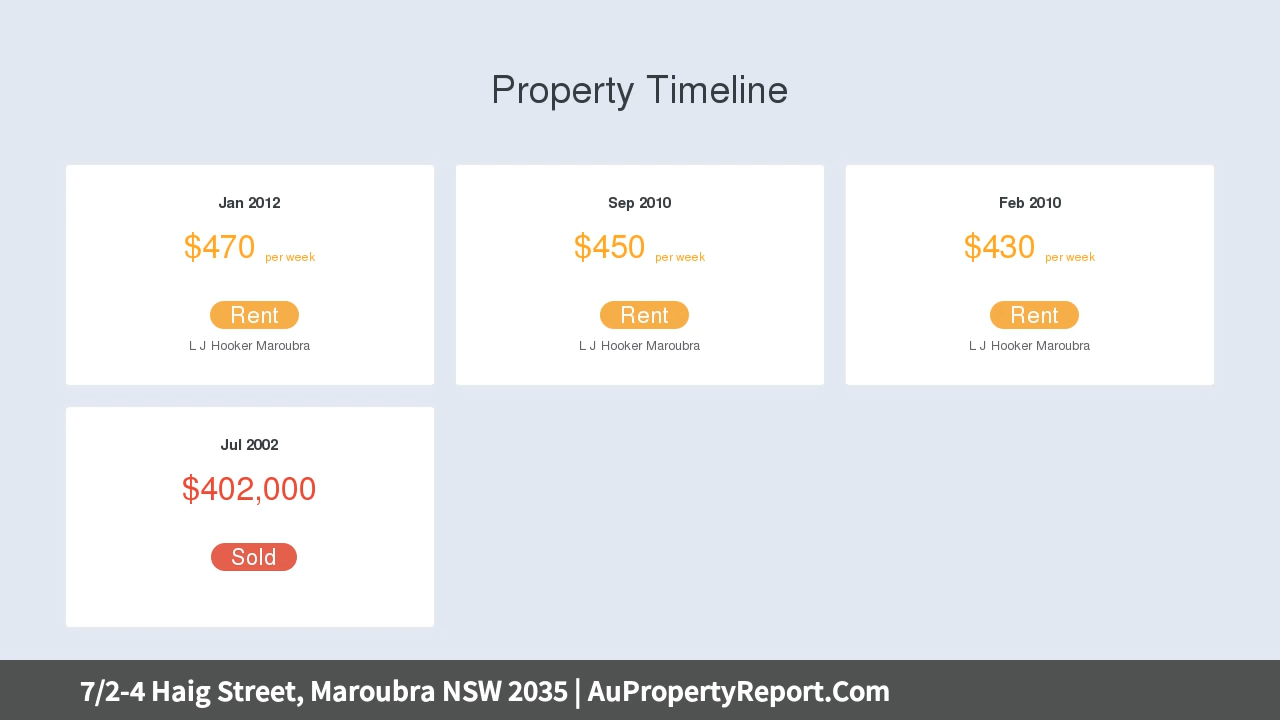 Property Timeline
Jan 2012
$470 per week
Rent
L J Hooker Maroubra
Sep 2010
$450 per week
Rent
L J Hooker Maroubra
Feb 2010
$430 per week
Rent
L J Hooker Maroubra
Jul 2002
$402,000
Sold
7/2-4 Haig Street, Maroubra NSW 2035 | AuPropertyReport.Com